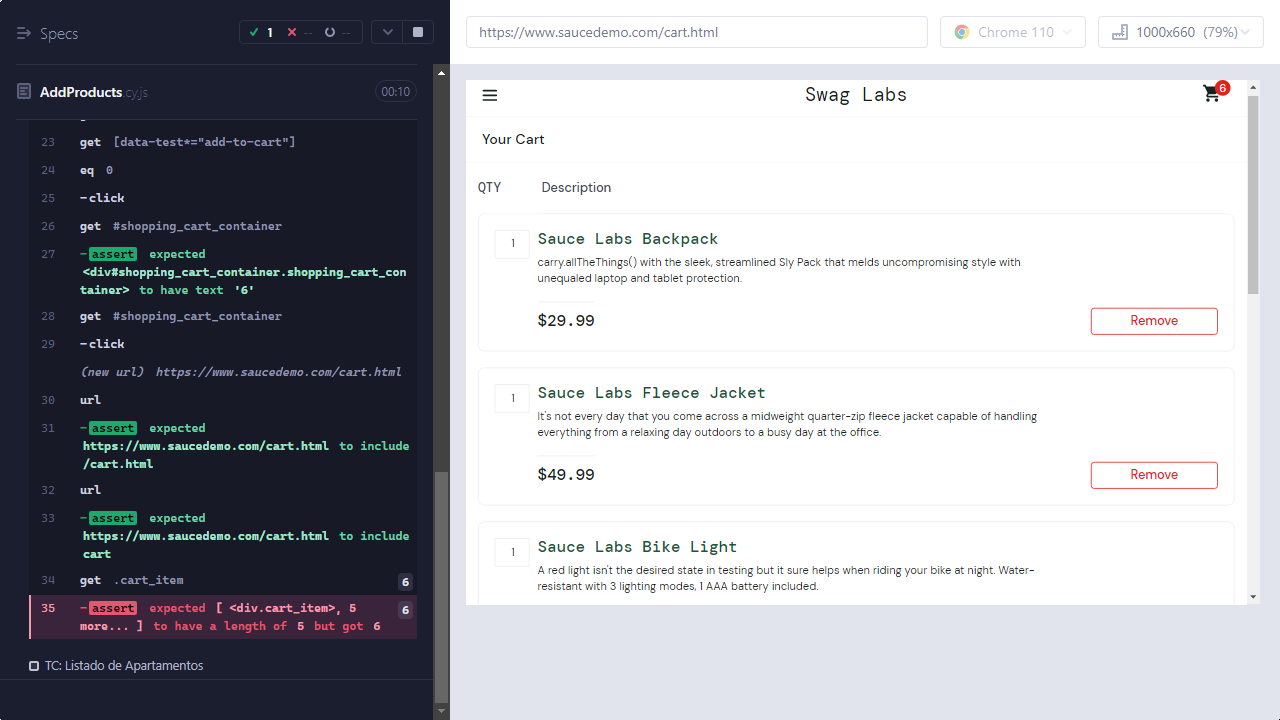 Specs
1
--
--
AddProducts.cy.js
00:10
23 get [data-test*="add-to-cart"]
24 eq 0
25 -click
26 get #shopping_cart_container
27 -assert expected
<div#shopping_cart_container.shopping_cart_con
tainer> to have text '6'
28 get #shopping_cart_container
29 -click
(new url) https://www.saucedemo.com/cart.html
30 url
31 -assert expected
https://www.saucedemo.com/cart.html to include
/cart.html
32 url
33 -assert expected
https://www.saucedemo.com/cart.html to include
cart
34 get .cart_item 6
35 -assert expected [ <div.cart_item>, 5 6
more... ] to have a length of 5 but got 6
TC: Listado de Apartamentos
https://www.saucedemo.com/cart.html
Chrome 110
1000x660 (79%)
Swag Labs
6
Your Cart
QTY Description
1
Sauce Labs Backpack
carry.allTheThings() with the sleek, streamlined Sly Pack that melds uncompromising style with
unequaled laptop and tablet protection.
$29.99
Remove
1
Sauce Labs Fleece Jacket
It's not every day that you come across a midweight quarter-zip fleece jacket capable of handling
everything from a relaxing day outdoors to a busy day at the office.
$49.99
Remove
1
Sauce Labs Bike Light
A red light isn't the desired state in testing but it sure helps when riding your bike at night. Water-
resistant with 3 lighting modes, 1 AAA battery included.